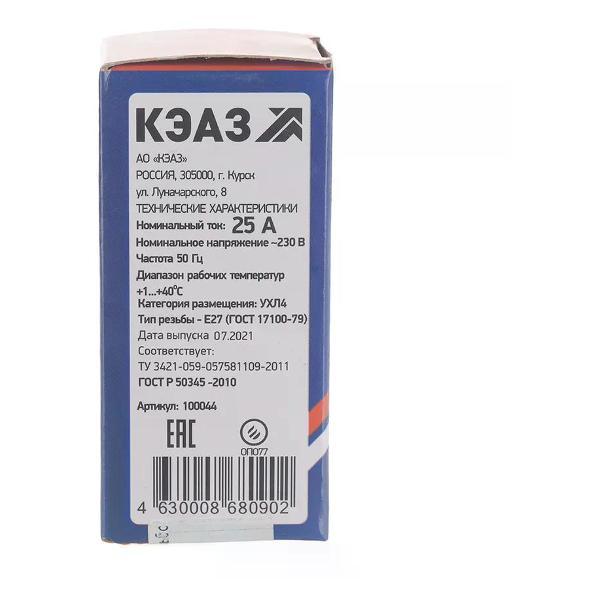 КЭАЗ
АО «КЭАЗ»
РОССИЯ, 305000, г. Курск
ул. Луначарского, 8
ТЕХНИЧЕСКИЕ ХАРАКТЕРИСТИКИ
Номинальный ток: 25 А
Номинальное напряжение ~230 В
Частота 50 Гц
Диапазон рабочих температур
+1...+40°С
Категория размещения: УХЛ4
Тип резьбы - Е27 (ГОСТ 17100-79)
Дата выпуска 07.2021
Соответствует:
ТУ 3421-059-057581109-2011
ГОСТ Р 50345 -2010
Артикул: 100044
ЕАС
ОП077
4 630008 680902